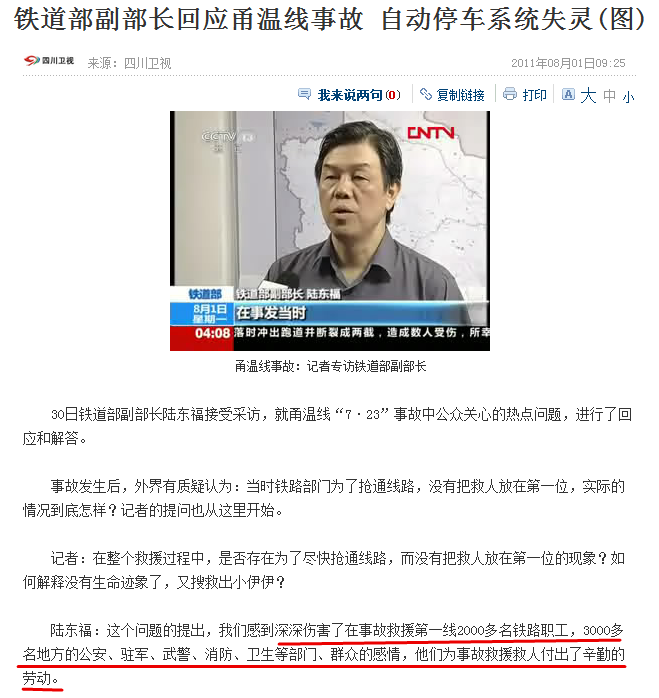 铁道部副部长回应甬温线事故 自动停车系统失灵(图)
四川卫视 来源：四川卫视 2011年08月01日09:25
我来说两句(0) 复制链接 打印 A 大 中 小
CCTV 13 CNTV
铁道部 铁道部副部长 陆东福
8月1日
星期一
在事发当时
04:08 落时冲出跑道并断裂成两截，造成数人受伤，所幸
甬温线事故：记者专访铁道部副部长
30日铁道部副部长陆东福接受采访，就甬温线“7·23”事故中公众关心的热点问题，进行了回
应和解答。
事故发生后，外界有质疑认为：当时铁路部门为了抢通线路，没有把救人放在第一位，实际的
情况到底怎样？记者的提问也从这里开始。
记者：在整个救援过程中，是否存在为了尽快抢通线路，而没有把救人放在第一位的现象？如
何解释没有生命迹象了，又搜救出小伊伊？
陆东福：这个问题的提出，我们感到深深伤害了在事故救援第一线2000多名铁路职工，3000多
名地方的公安、驻军、武警、消防、卫生等部门、群众的感情，他们为事故救援救人付出了辛勤的
劳动。